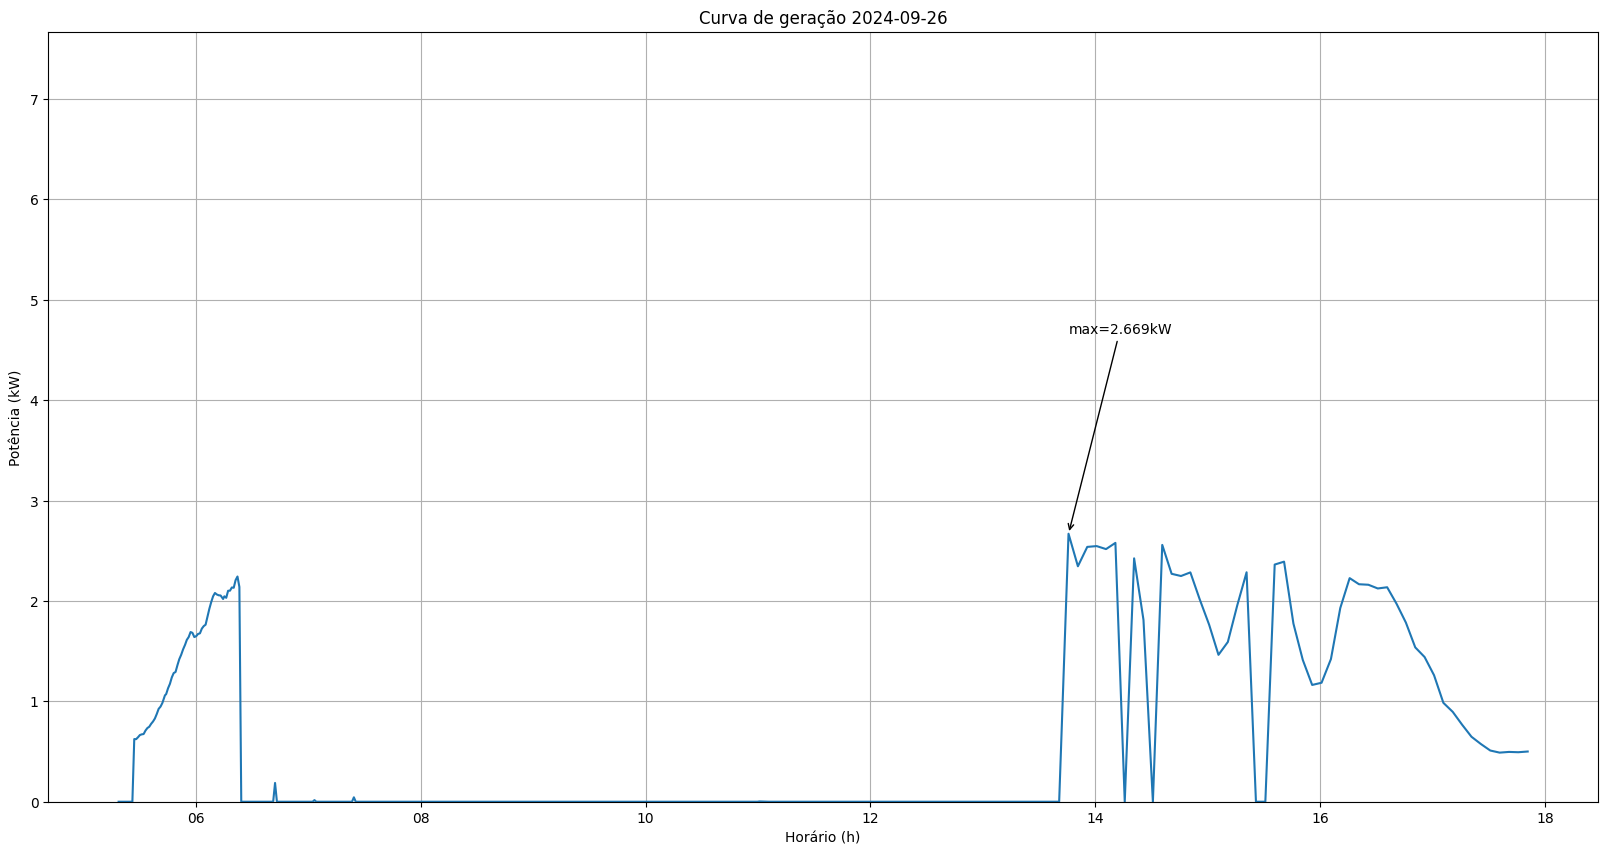 Curva de geração 2024-09-26
7
6
5
4
3
2
1
0
Potência (kW)
max=2.669kW
06 08 10 12 14 16 18
Horário (h)